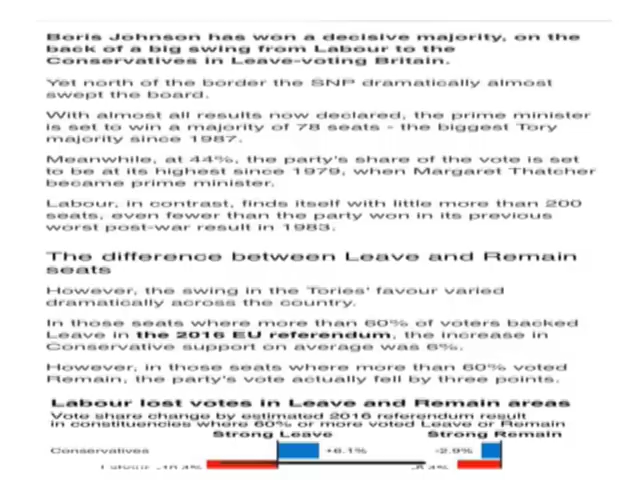 Boris Johnson has won a decisive majority, on the
back of a big swing from Labour to the
Conservatives in Leave-voting Britain.
Yet north of the border the SNP dramatically almost
swept the board.
With almost all results now declared, the prime minister
is set to win a majority of 78 seats - the biggest Tory
majority since 1987.
Meanwhile, at 44%, the party's share of the vote is set
to be at its highest since 1979, when Margaret Thatcher
became prime minister.
Labour, in contrast, finds itself with little more than 200
seats, even fewer than the party won in its previous
worst post-war result in 1983.
The difference between Leave and Remain
seats
However, the swing in the Tories' favour varied
dramatically across the country.
In those seats where more than 60% of voters backed
Leave in the 2016 EU referendum, the increase in
Conservative support on average was 6%.
However, in those seats where more than 60% voted
Remain, the party's vote actually fell by three points.
Labour lost votes in Leave and Remain areas
Vote share change by estimated 2016 referendum result
in constituencies where 60% or more voted Leave or Remain
Strong Leave Strong Remain
Conservatives +6.1% -2.9%
Labour -10.4%